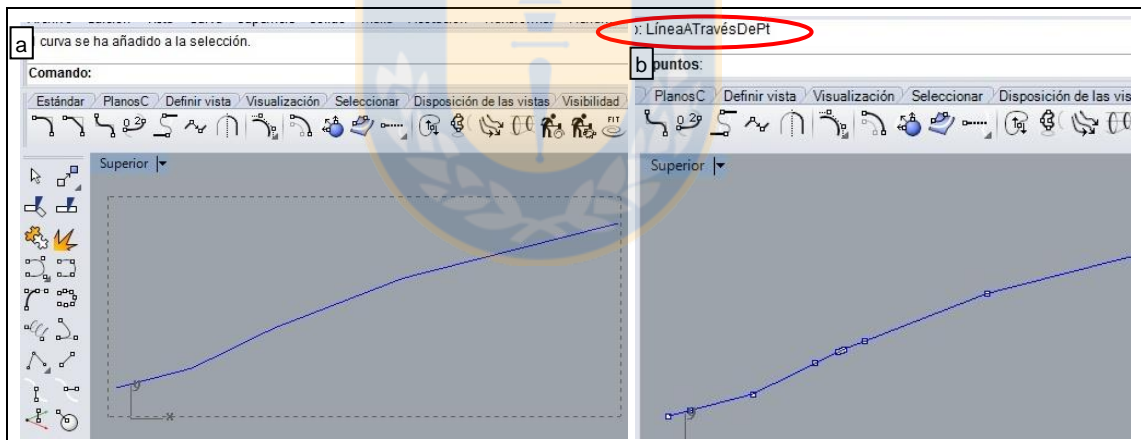 a
curva se ha añadido a la selección.
Comando:
Estándar PlanosC Definir vista Visualización Seleccionar Disposición de las vistas Visibilidad
Superior
y
x
: LíneaATravésDePt
b
puntos:
PlanosC Definir vista Visualización Seleccionar Disposición de las vis
Superior
y